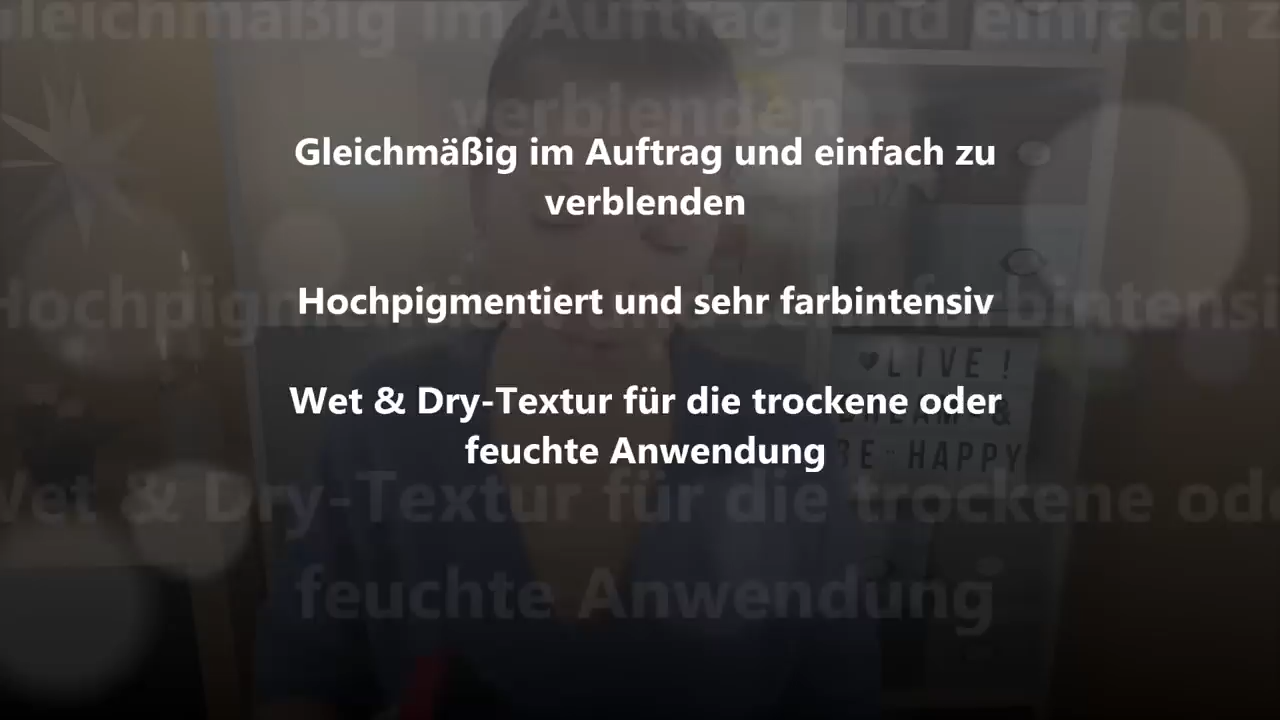 Gleichmäßig im Auftrag und einfach zu
verblenden
Hochpigmentiert und sehr farbintensiv
Wet & Dry-Textur für die trockene oder
feuchte Anwendung
LIVE!
DREAM &
BE HAPPY